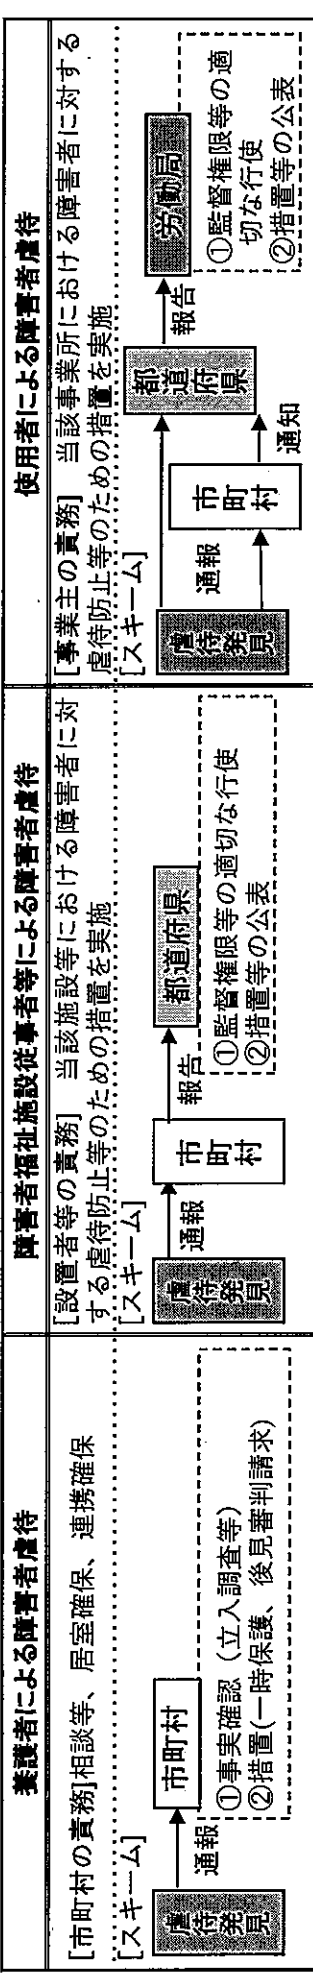 養護者による障害者虐待
[市町村の責務]相談等、居室確保、連携確保
[スキーム]
虐待発見
通報
市町村
①事実確認（立入調査等）
②措置(一時保護、後見審判請求)
障害者福祉施設従事者等による障害者虐待
[設置者等の責務]　当該施設等における障害者に対
する虐待防止等のための措置を実施
[スキーム]
虐待発見
通報
市町村
報告
都道府県
①監督権限等の適切な行使
②措置等の公表
使用者による障害者虐待
[事業主の責務]　当該事業所における障害者に対する
虐待防止等のための措置を実施
[スキーム]
虐待発見
通報
市町村
通知
都道府県
報告
労働局
①監督権限等の適
切な行使
②措置等の公表